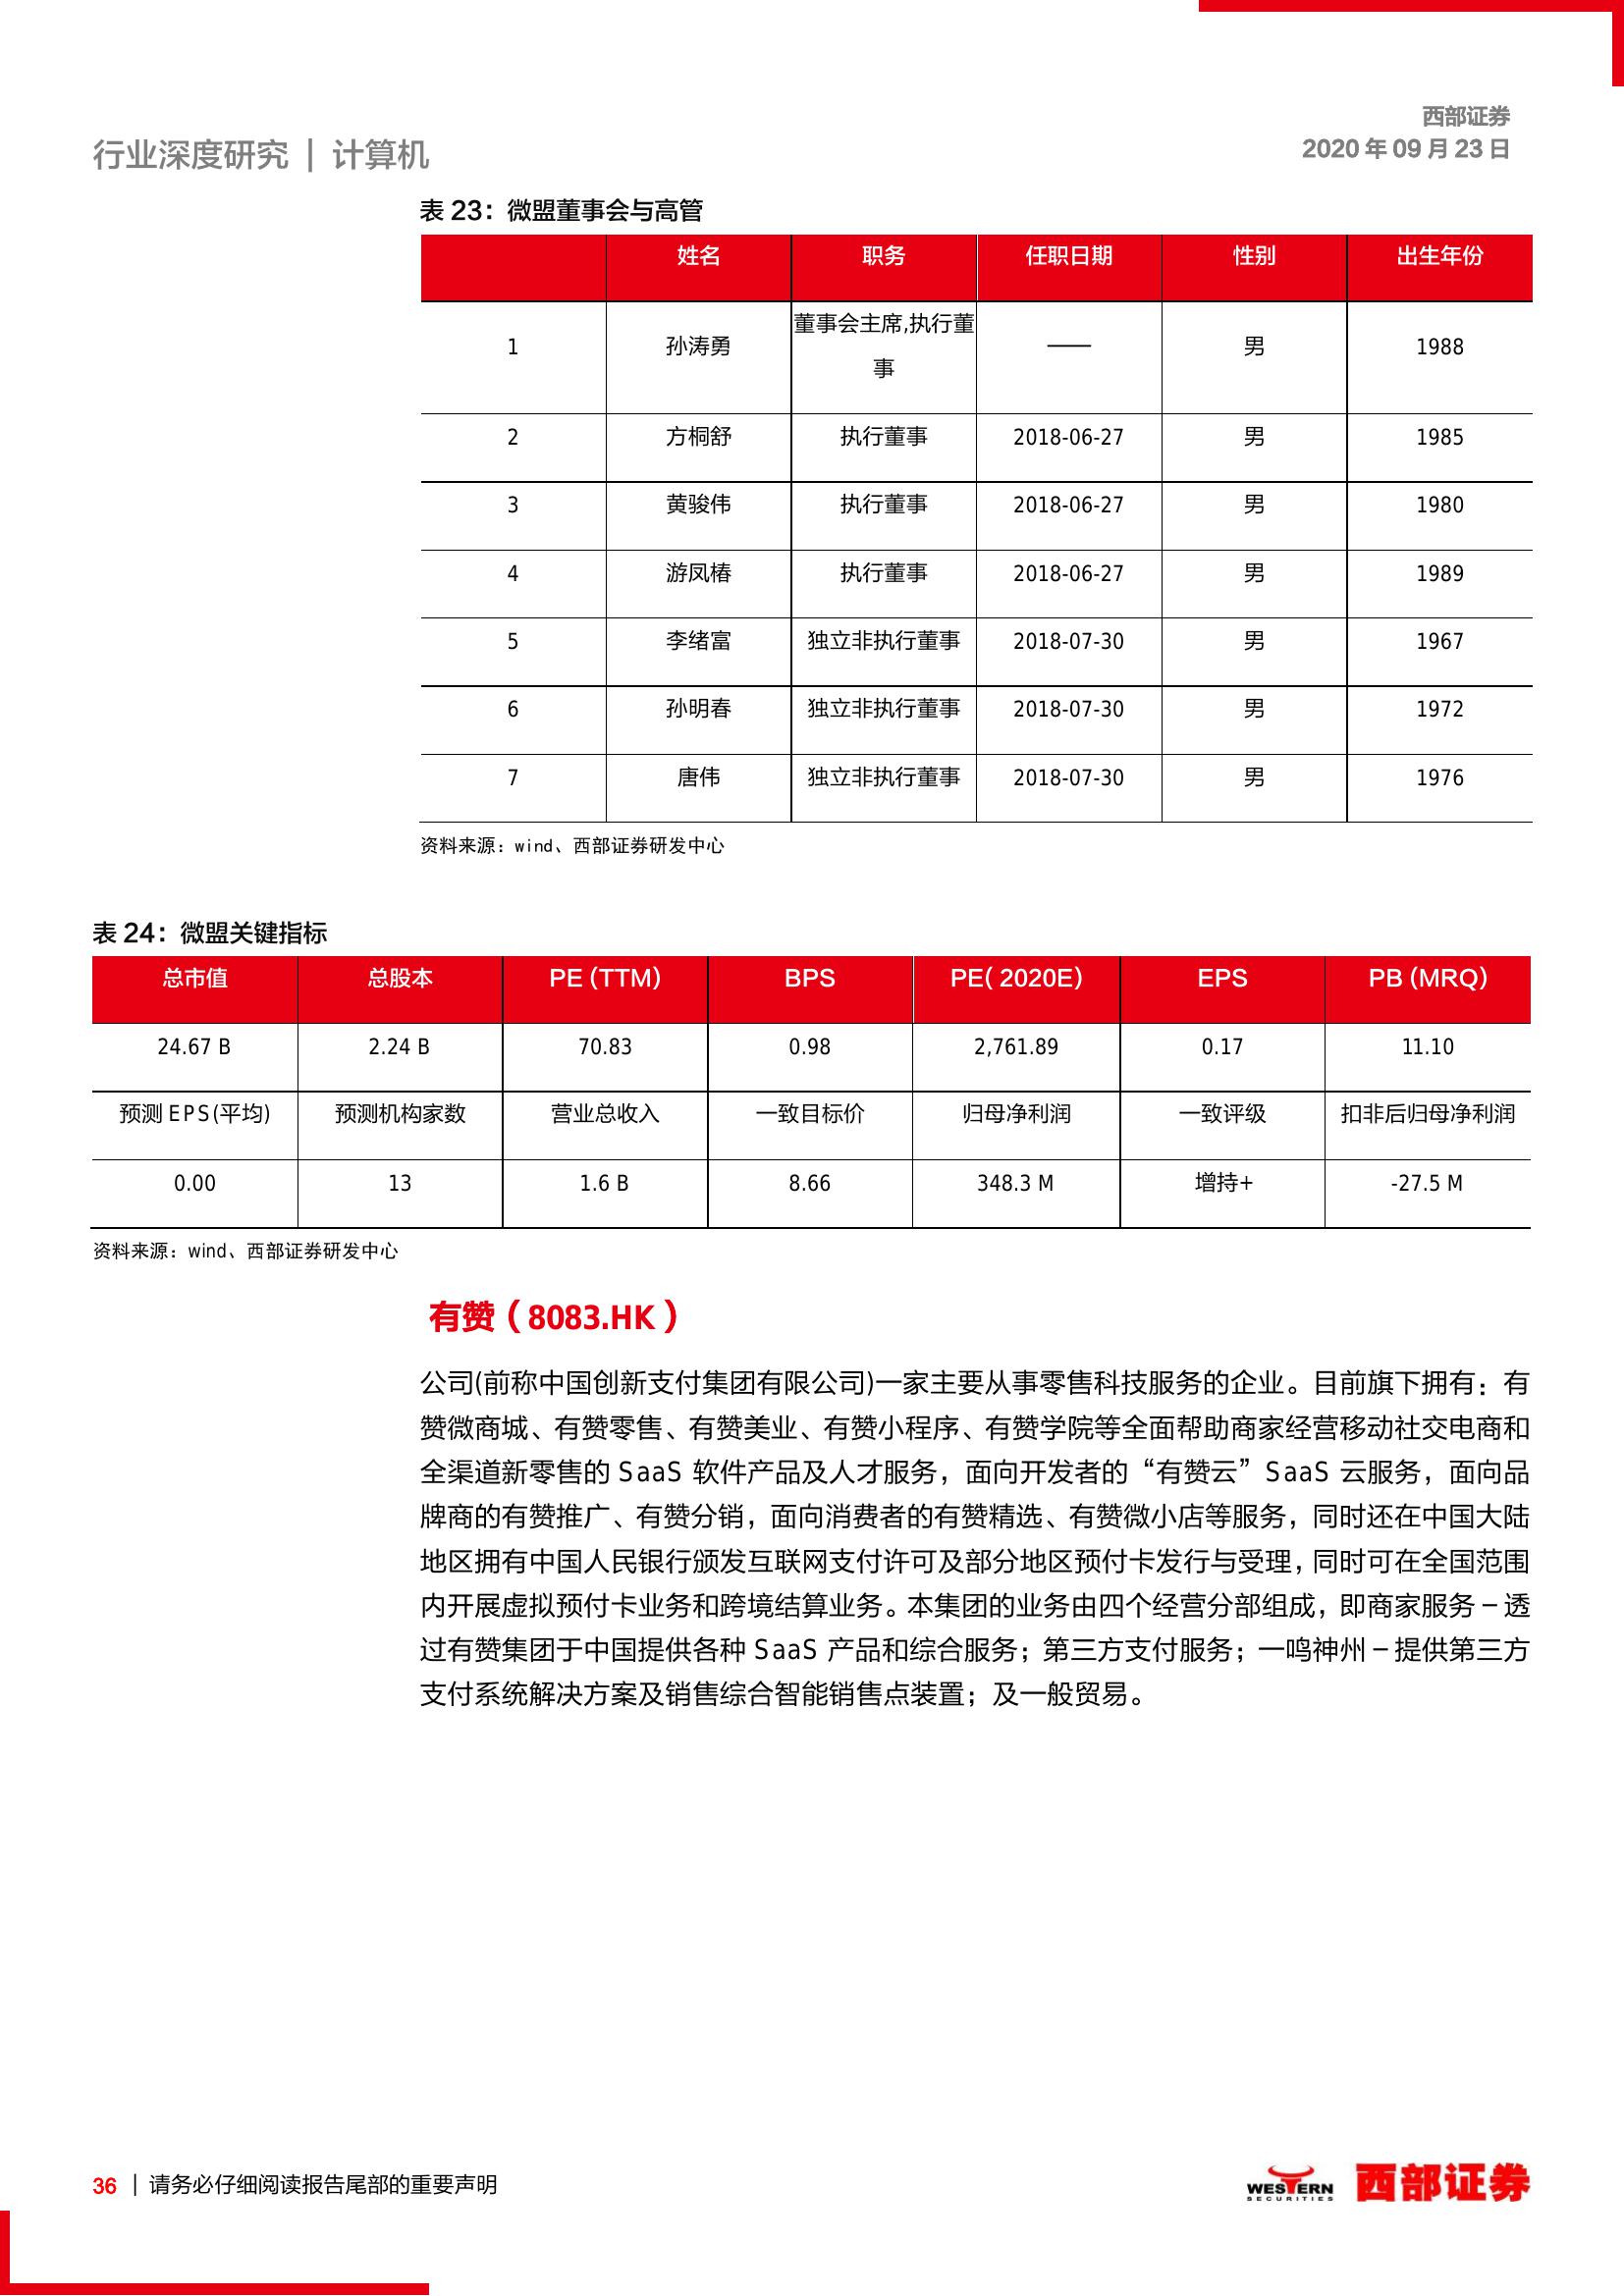 西部证券
行业深度研究 | 计算机
2020 年 09 月 23 日
表 23：微盟董事会与高管
姓名 职务 任职日期 性别 出生年份
1 孙涛勇 董事会主席,执行董事 —— 男 1988
2 方桐舒 执行董事 2018-06-27 男 1985
3 黄骏伟 执行董事 2018-06-27 男 1980
4 游凤椿 执行董事 2018-06-27 男 1989
5 李绪富 独立非执行董事 2018-07-30 男 1967
6 孙明春 独立非执行董事 2018-07-30 男 1972
7 唐伟 独立非执行董事 2018-07-30 男 1976
资料来源：wind、西部证券研发中心
表 24：微盟关键指标
总市值 总股本 PE（TTM） BPS PE( 2020E） EPS PB（MRQ）
24.67 B 2.24 B 70.83 0.98 2,761.89 0.17 11.10
预测 EPS(平均) 预测机构家数 营业总收入 一致目标价 归母净利润 一致评级 扣非后归母净利润
0.00 13 1.6 B 8.66 348.3 M 增持+ -27.5 M
资料来源：wind、西部证券研发中心
有赞（8083.HK）
公司(前称中国创新支付集团有限公司)一家主要从事零售科技服务的企业。目前旗下拥有：有
赞微商城、有赞零售、有赞美业、有赞小程序、有赞学院等全面帮助商家经营移动社交电商和
全渠道新零售的 SaaS 软件产品及人才服务，面向开发者的“有赞云”SaaS 云服务，面向品
牌商的有赞推广、有赞分销，面向消费者的有赞精选、有赞微小店等服务，同时还在中国大陆
地区拥有中国人民银行颁发互联网支付许可及部分地区预付卡发行与受理，同时可在全国范围
内开展虚拟预付卡业务和跨境结算业务。本集团的业务由四个经营分部组成，即商家服务－透
过有赞集团于中国提供各种 SaaS 产品和综合服务；第三方支付服务；一鸣神州－提供第三方
支付系统解决方案及销售综合智能销售点装置；及一般贸易。
36 | 请务必仔细阅读报告尾部的重要声明
WESTERN
SECURITIES
西部证券